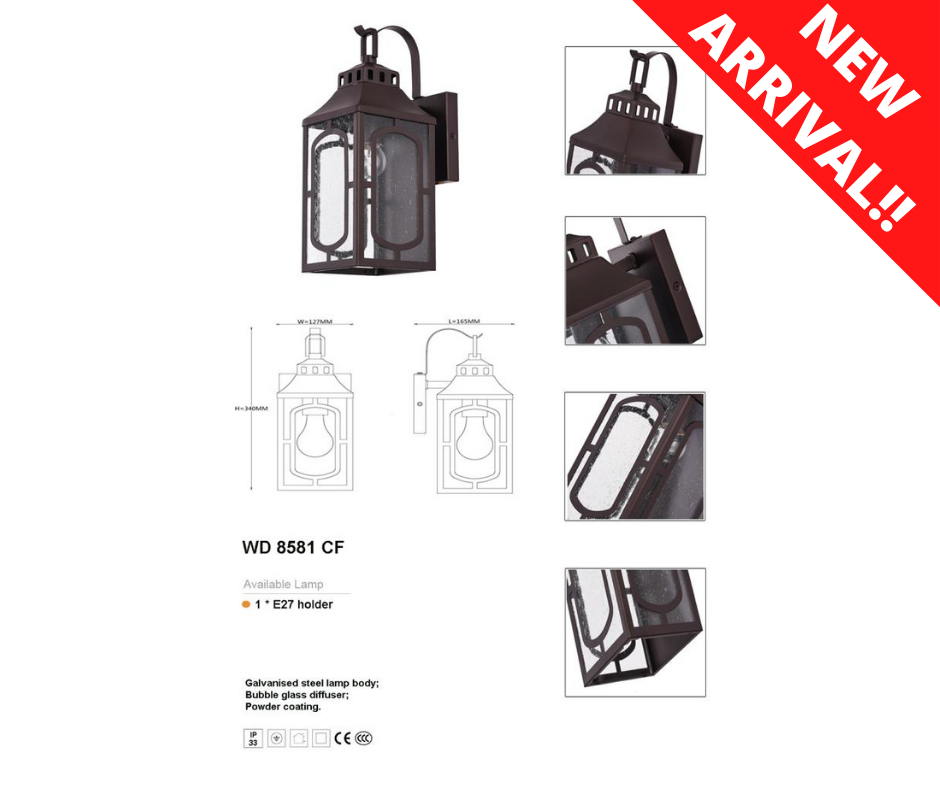 NEW
ARRIVAL!!
W=127MM
L=165MM
H=340MM
WD 8581 CF
Available Lamp
1 * E27 holder
Galvanised steel lamp body;
Bubble glass diffuser;
Powder coating.
IP
33
CE CCC